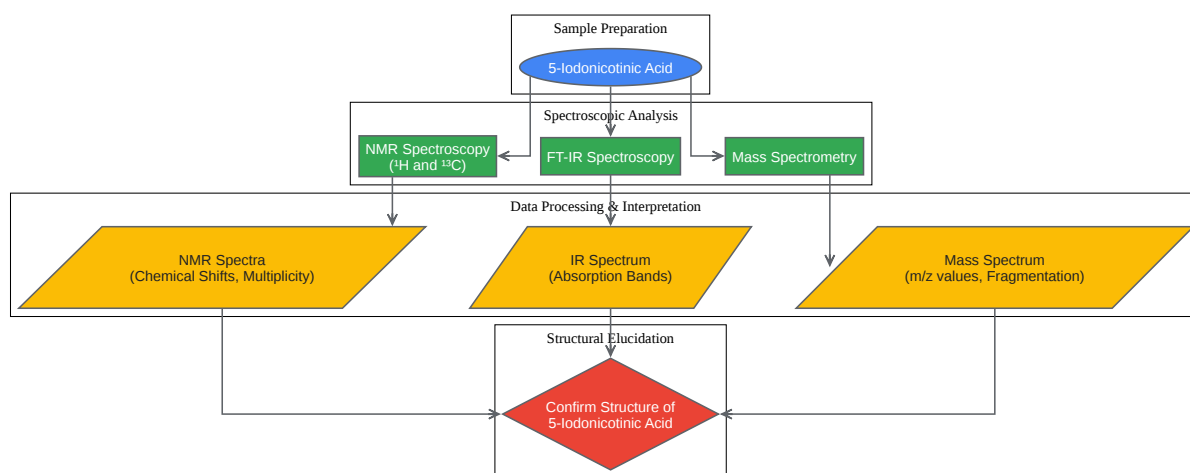 Sample Preparation
5-Iodonicotinic Acid
Spectroscopic Analysis
NMR Spectroscopy
(¹H and ¹³C)
FT-IR Spectroscopy
Mass Spectrometry
Data Processing & Interpretation
NMR Spectra
(Chemical Shifts, Multiplicity)
IR Spectrum
(Absorption Bands)
Mass Spectrum
(m/z values, Fragmentation)
Structural Elucidation
Confirm Structure of
5-Iodonicotinic Acid